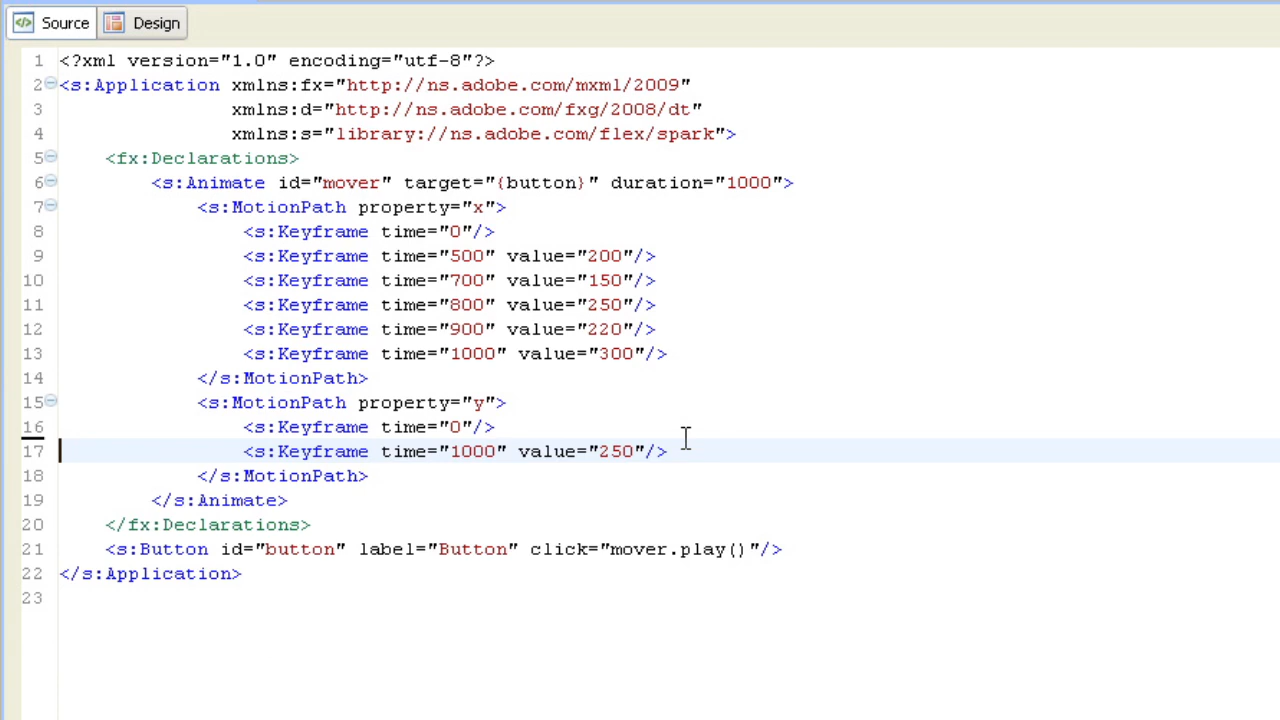 Source Design
1 <?xml version="1.0" encoding="utf-8"?>
2 <s:Application xmlns:fx="http://ns.adobe.com/mxml/2009"
3 xmlns:d="http://ns.adobe.com/fxg/2008/dt"
4 xmlns:s="library://ns.adobe.com/flex/spark">
5 <fx:Declarations>
6 <s:Animate id="mover" target="{button}" duration="1000">
7 <s:MotionPath property="x">
8 <s:Keyframe time="0"/>
9 <s:Keyframe time="500" value="200"/>
10 <s:Keyframe time="700" value="150"/>
11 <s:Keyframe time="800" value="250"/>
12 <s:Keyframe time="900" value="220"/>
13 <s:Keyframe time="1000" value="300"/>
14 </s:MotionPath>
15 <s:MotionPath property="y">
16 <s:Keyframe time="0"/>
17 <s:Keyframe time="1000" value="250"/>
18 </s:MotionPath>
19 </s:Animate>
20 </fx:Declarations>
21 <s:Button id="button" label="Button" click="mover.play()"/>
22 </s:Application>
23